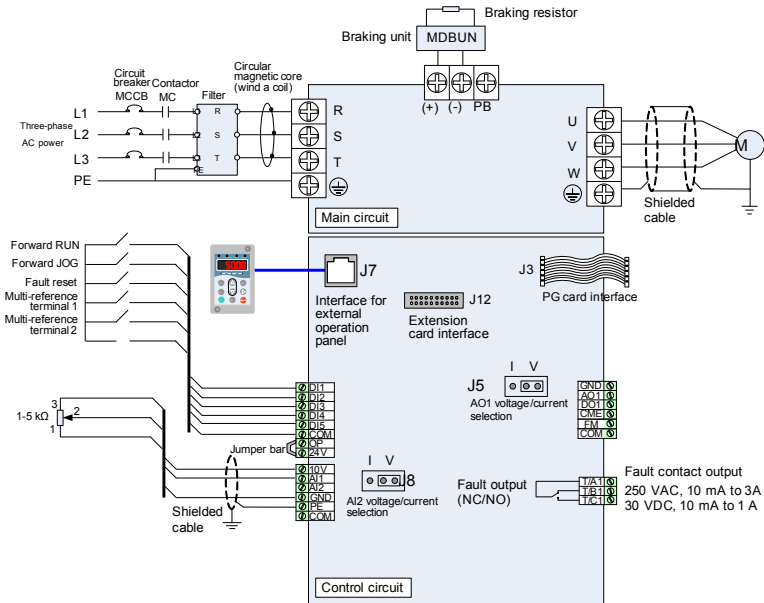 Braking resistor
Braking unit
MDBUN
Circuit breaker MCCB
Contactor MC
Filter
Circular magnetic core (wind a coil)
(+) (-) PB
L1
L2
L3
PE
Three-phase AC power
R
S
T
PE
R
S
T
U
V
W
M
Shielded cable
Main circuit
Forward RUN
Forward JOG
Fault reset
Multi-reference terminal 1
Multi-reference terminal 2
J7
Interface for external operation panel
J12
Extension card interface
J3
PG card interface
J5
I V
AO1 voltage/current selection
GND
AO1
DO1
CME
FM
COM
DI1
DI2
DI3
DI4
DI5
COM
OP
24V
Jumper bar
1-5 kΩ
3
2
1
10V
AI1
AI2
GND
PE
COM
Shielded cable
I V
J8
AI2 voltage/current selection
Fault output (NC/NO)
T/A1
T/B1
T/C1
Fault contact output
250 VAC, 10 mA to 3A
30 VDC, 10 mA to 1 A
Control circuit